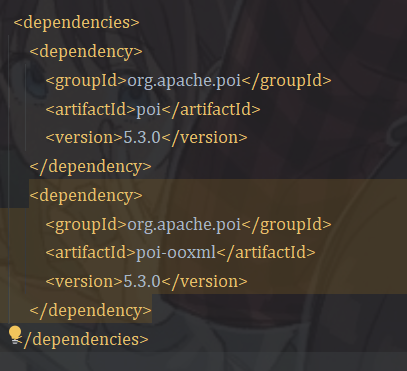 <dependencies>
<dependency>
<groupId>org.apache.poi</groupId>
<artifactId>poi</artifactId>
<version>5.3.0</version>
</dependency>
<dependency>
<groupId>org.apache.poi</groupId>
<artifactId>poi-ooxml</artifactId>
<version>5.3.0</version>
</dependency>
</dependencies>